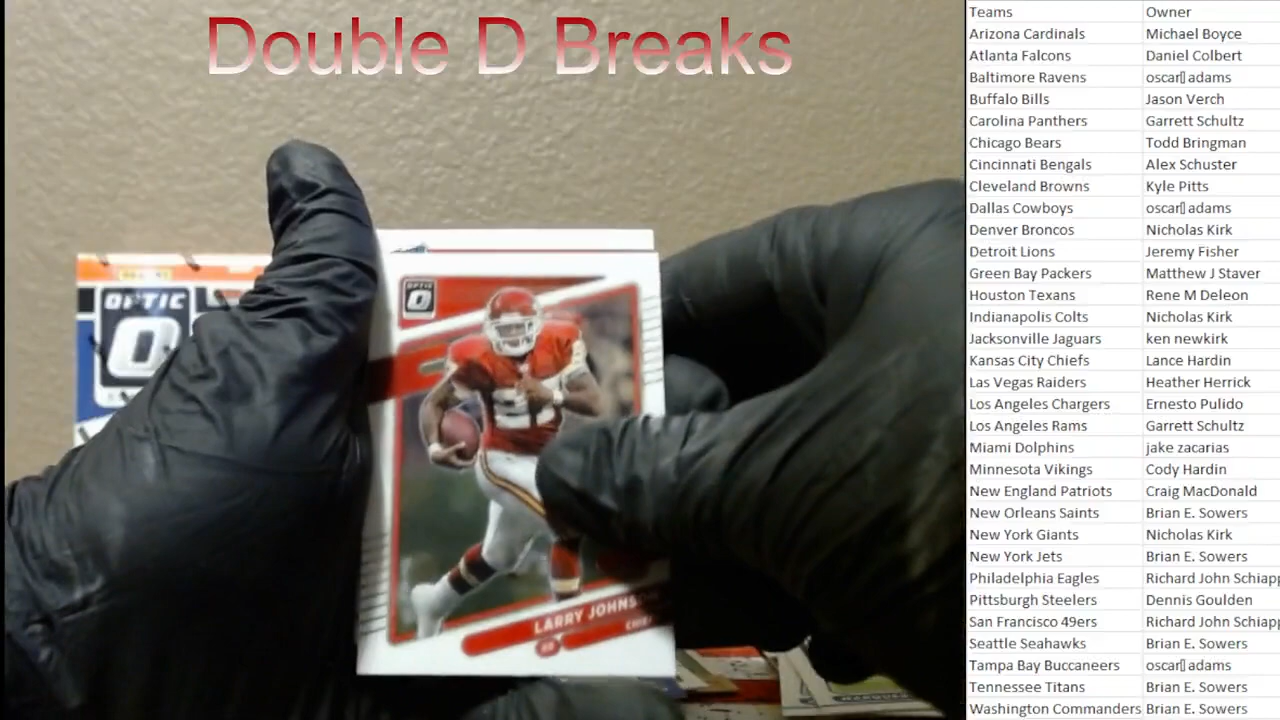 Double D Breaks
OPTIC
LARRY JOHNS
CHIE
RB
Teams Owner
Arizona Cardinals Michael Boyce
Atlanta Falcons Daniel Colbert
Baltimore Ravens oscar▯ adams
Buffalo Bills Jason Verch
Carolina Panthers Garrett Schultz
Chicago Bears Todd Bringman
Cincinnati Bengals Alex Schuster
Cleveland Browns Kyle Pitts
Dallas Cowboys oscar▯ adams
Denver Broncos Nicholas Kirk
Detroit Lions Jeremy Fisher
Green Bay Packers Matthew J Staver
Houston Texans Rene M Deleon
Indianapolis Colts Nicholas Kirk
Jacksonville Jaguars ken newkirk
Kansas City Chiefs Lance Hardin
Las Vegas Raiders Heather Herrick
Los Angeles Chargers Ernesto Pulido
Los Angeles Rams Garrett Schultz
Miami Dolphins jake zacarias
Minnesota Vikings Cody Hardin
New England Patriots Craig MacDonald
New Orleans Saints Brian E. Sowers
New York Giants Nicholas Kirk
New York Jets Brian E. Sowers
Philadelphia Eagles Richard John Schiapp
Pittsburgh Steelers Dennis Goulden
San Francisco 49ers Richard John Schiapp
Seattle Seahawks Brian E. Sowers
Tampa Bay Buccaneers oscar▯ adams
Tennessee Titans Brian E. Sowers
Washington Commanders Brian E. Sowers